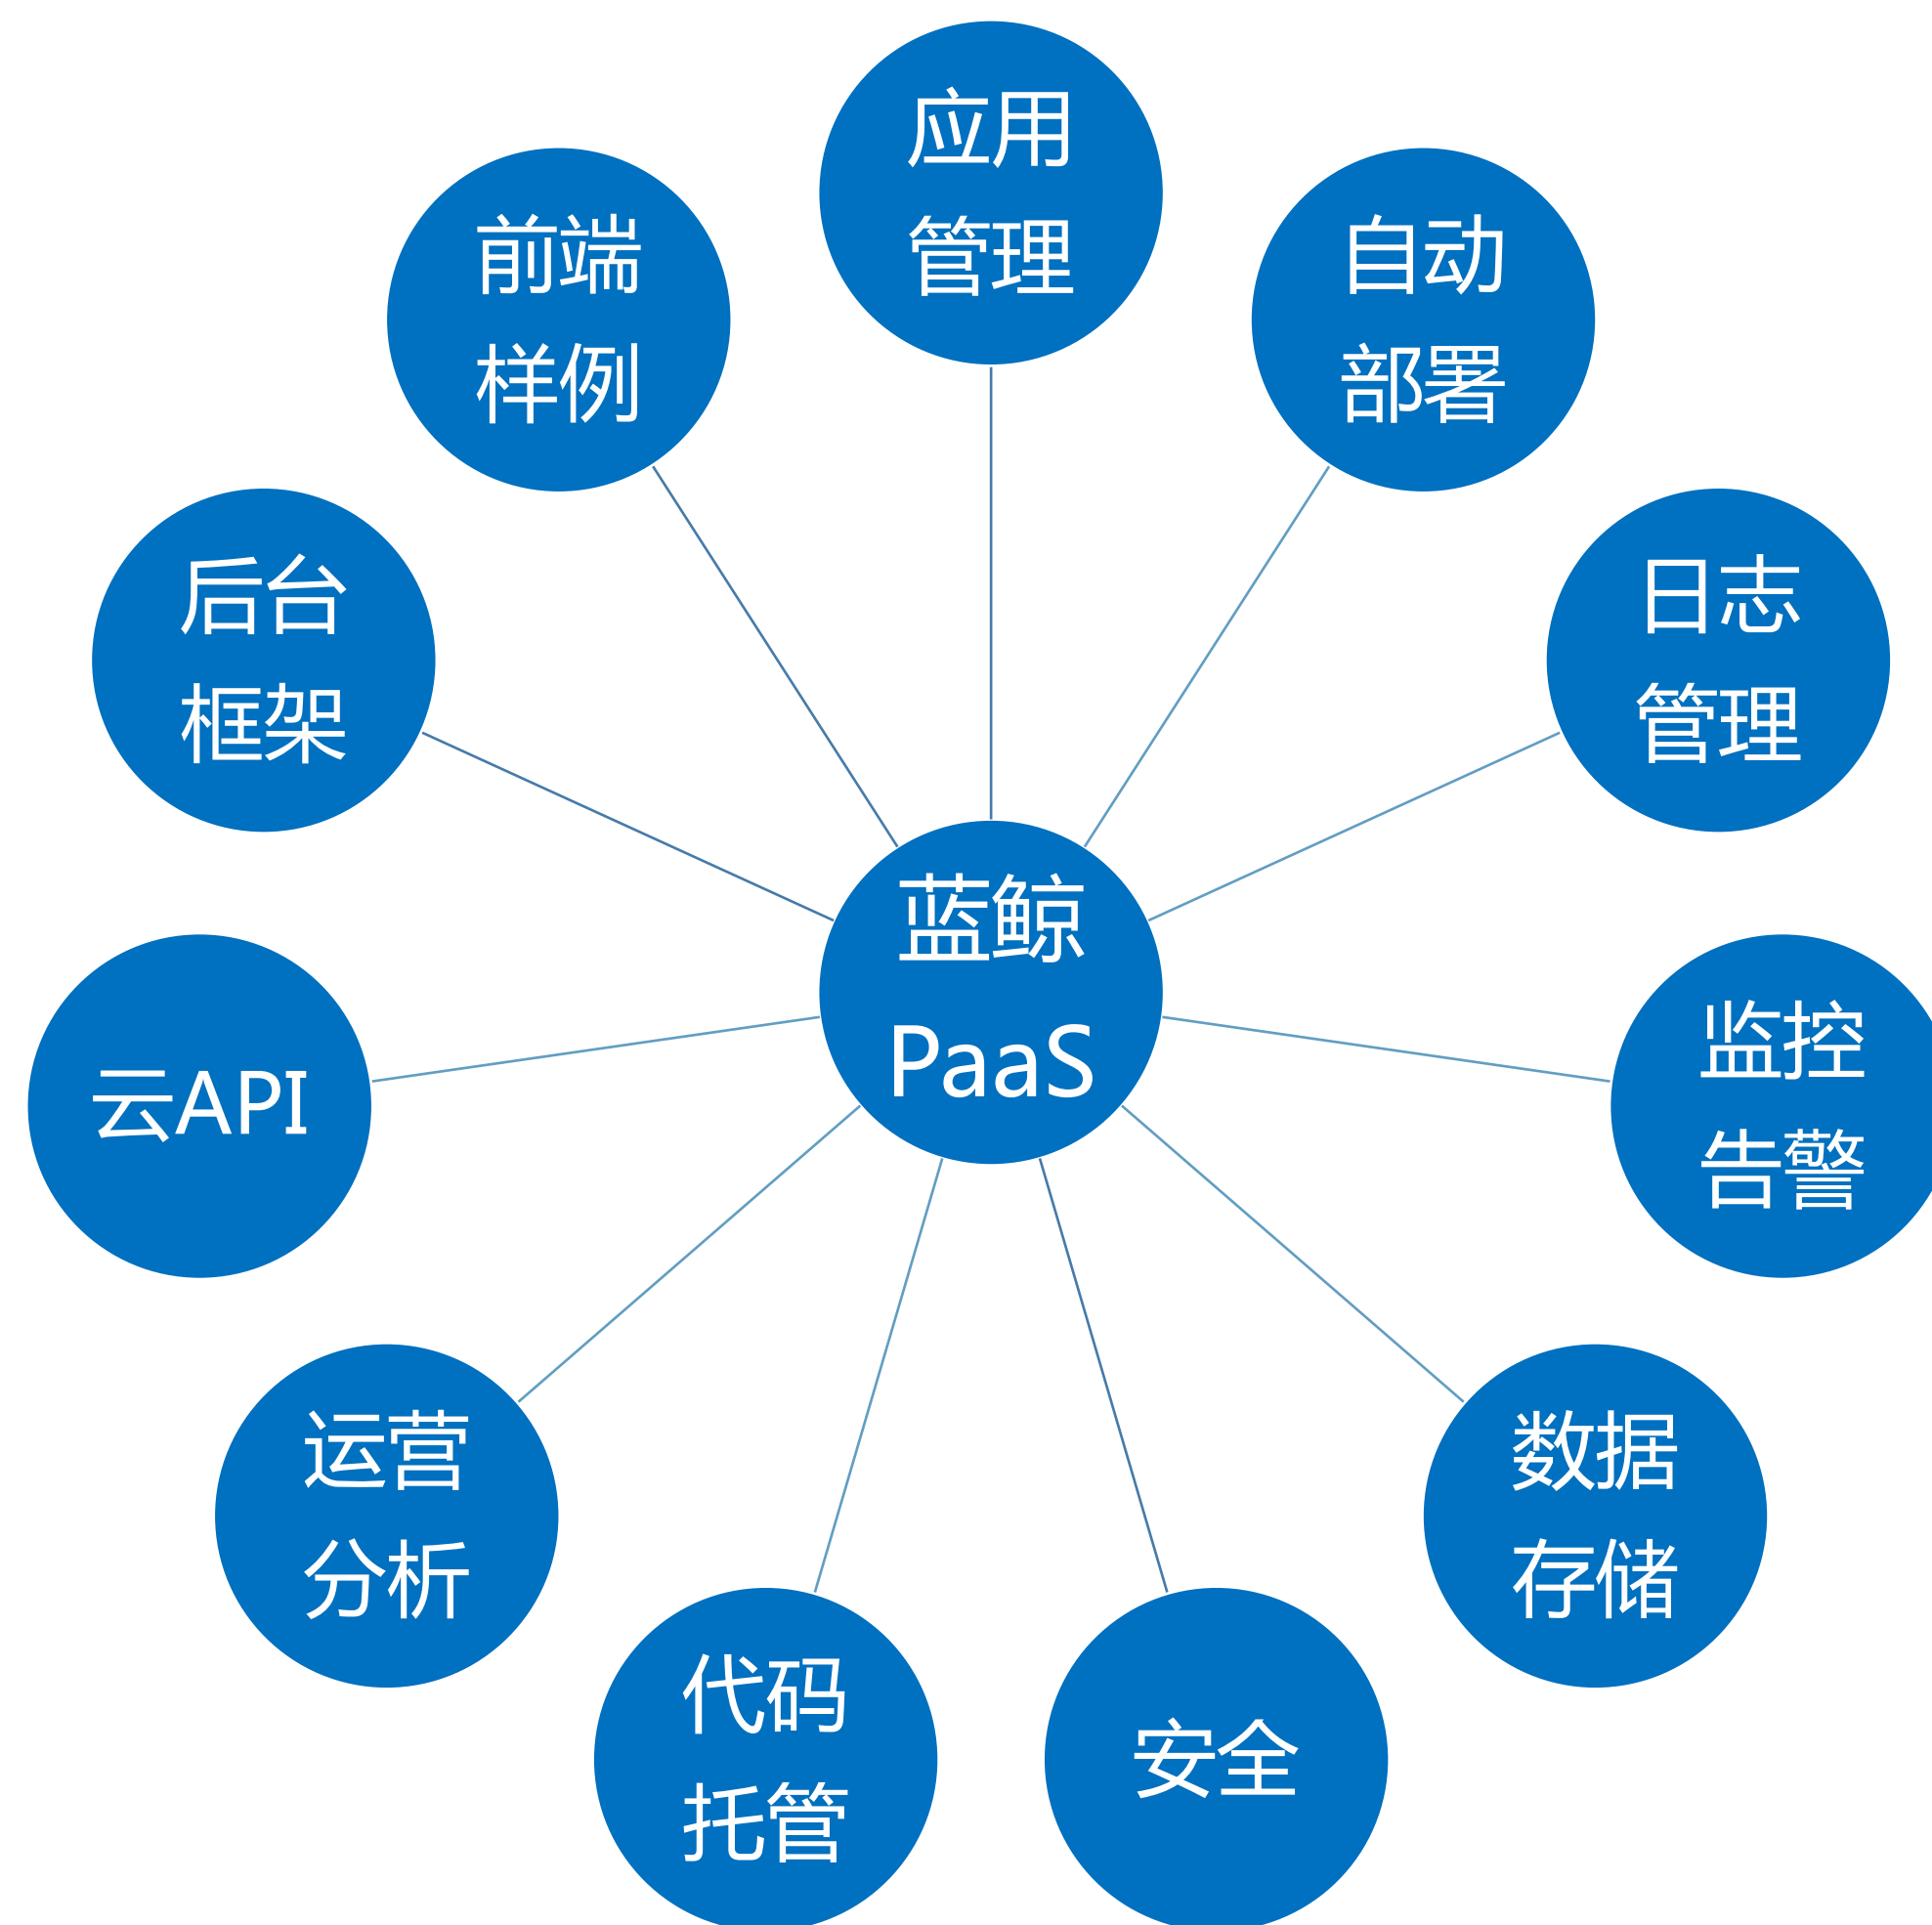 应用
管理
前端
样例
自动
部署
后台
框架
日志
管理
蓝鲸
PaaS
云API
监控
告警
运营
分析
数据
存储
代码
托管
安全